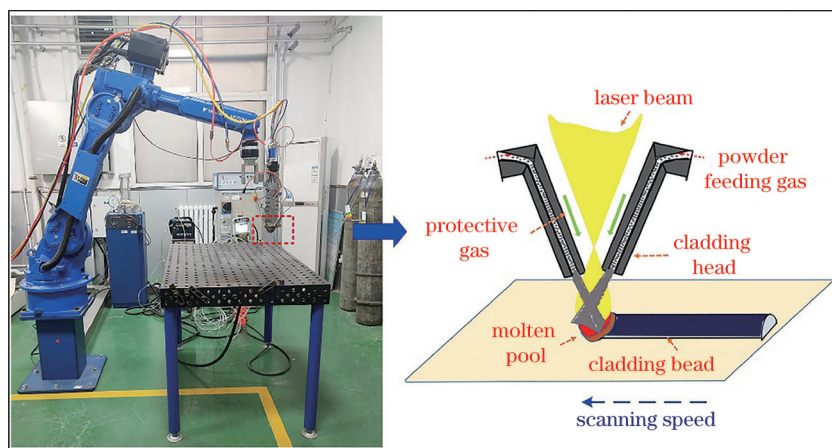 laser beam
powder
feeding gas
protective
gas
cladding
head
molten
pool
cladding bead
scanning speed